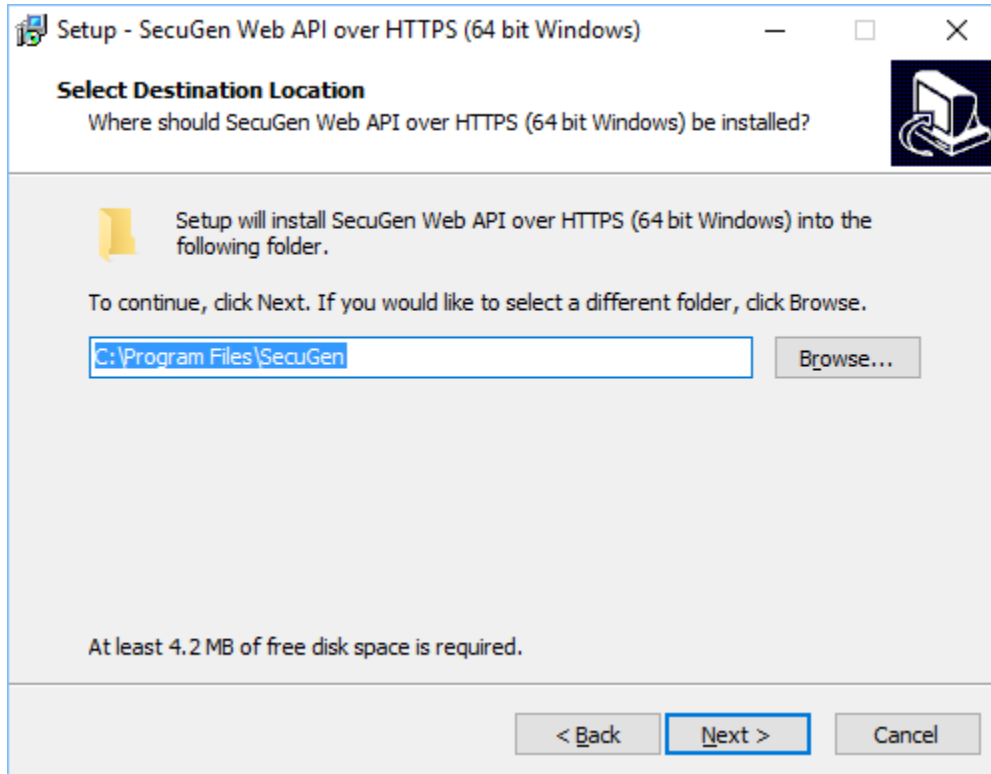 Setup - SecuGen Web API over HTTPS (64 bit Windows)
Select Destination Location
Where should SecuGen Web API over HTTPS (64 bit Windows) be installed?
Setup will install SecuGen Web API over HTTPS (64 bit Windows) into the
following folder.
To continue, click Next. If you would like to select a different folder, click Browse.
C:\Program Files\SecuGen
Browse...
At least 4.2 MB of free disk space is required.
< Back
Next >
Cancel